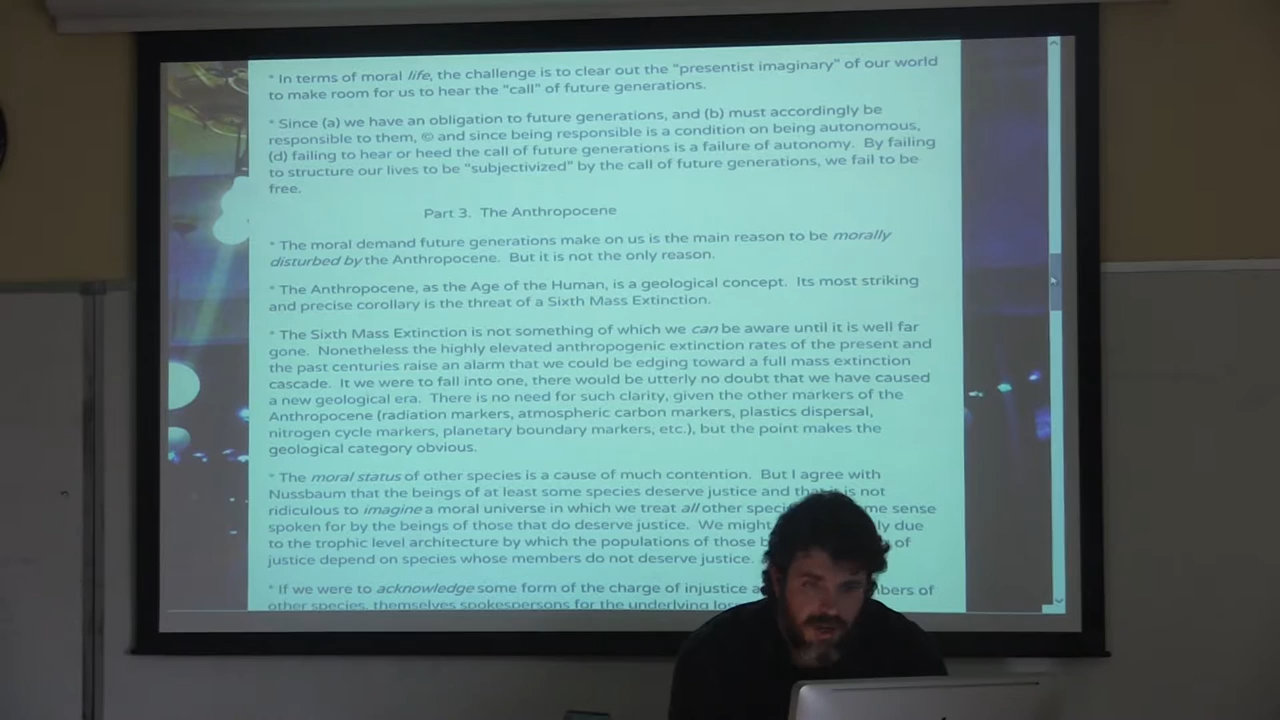 * In terms of moral life, the challenge is to clear out the "presentist imaginary" of our world
to make room for us to hear the "call" of future generations.
* Since (a) we have an obligation to future generations, and (b) must accordingly be
responsible to them, © and since being responsible is a condition on being autonomous,
(d) failing to hear or heed the call of future generations is a failure of autonomy. By failing
to structure our lives to be "subjectivized" by the call of future generations, we fail to be
free.
Part 3. The Anthropocene
* The moral demand future generations make on us is the main reason to be morally
disturbed by the Anthropocene. But it is not the only reason.
* The Anthropocene, as the Age of the Human, is a geological concept. Its most striking
and precise corollary is the threat of a Sixth Mass Extinction.
* The Sixth Mass Extinction is not something of which we can be aware until it is well far
gone. Nonetheless the highly elevated anthropogenic extinction rates of the present and
the past centuries raise an alarm that we could be edging toward a full mass extinction
cascade. It we were to fall into one, there would be utterly no doubt that we have caused
a new geological era. There is no need for such clarity, given the other markers of the
Anthropocene (radiation markers, atmospheric carbon markers, plastics dispersal,
nitrogen cycle markers, planetary boundary markers, etc.), but the point makes the
geological category obvious.
* The moral status of other species is a cause of much contention. But I agree with
Nussbaum that the beings of at least some species deserve justice and that is not
ridiculous to imagine a moral universe in which we treat all other sense
spoken for by the beings of those that do deserve justice. We might due
to the trophic level architecture by which the populations of those of
justice depend on species whose members do not deserve justice.
* If we were to acknowledge some form of the charge of injustice of
other species, themselves spokespersons for the underlying